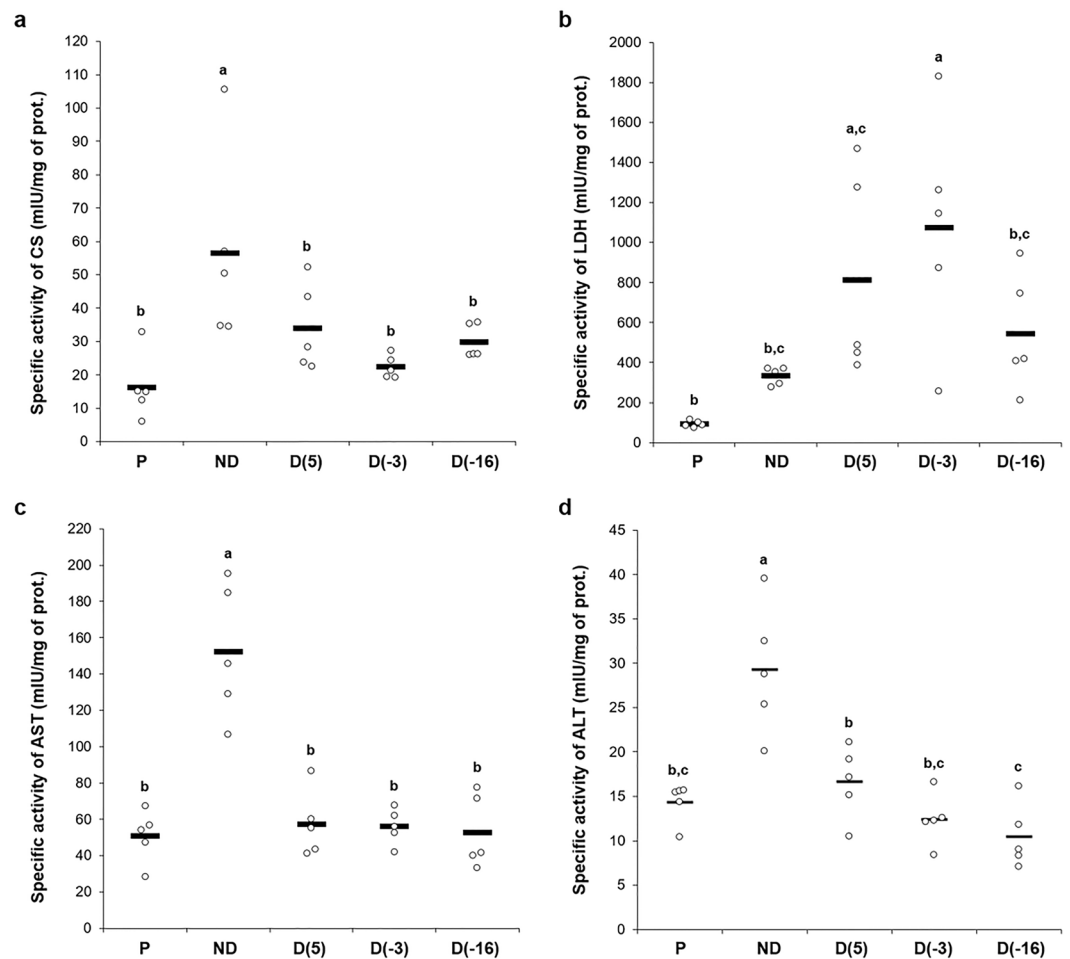 a
Specific activity of CS (mIU/mg of prot.)
120
110
100
90
80
70
60
50
40
30
20
10
0
b
a
b
b
b
P ND D(5) D(-3) D(-16)
b
Specific activity of LDH (mIU/mg of prot.)
2000
1800
1600
1400
1200
1000
800
600
400
200
0
b
b,c
a,c
a
b,c
P ND D(5) D(-3) D(-16)
c
Specific activity of AST (mIU/mg of prot.)
220
200
180
160
140
120
100
80
60
40
20
0
b
a
b
b
b
P ND D(5) D(-3) D(-16)
d
Specific activity of ALT (mIU/mg of prot.)
45
40
35
30
25
20
15
10
5
0
b,c
a
b
b,c
c
P ND D(5) D(-3) D(-16)